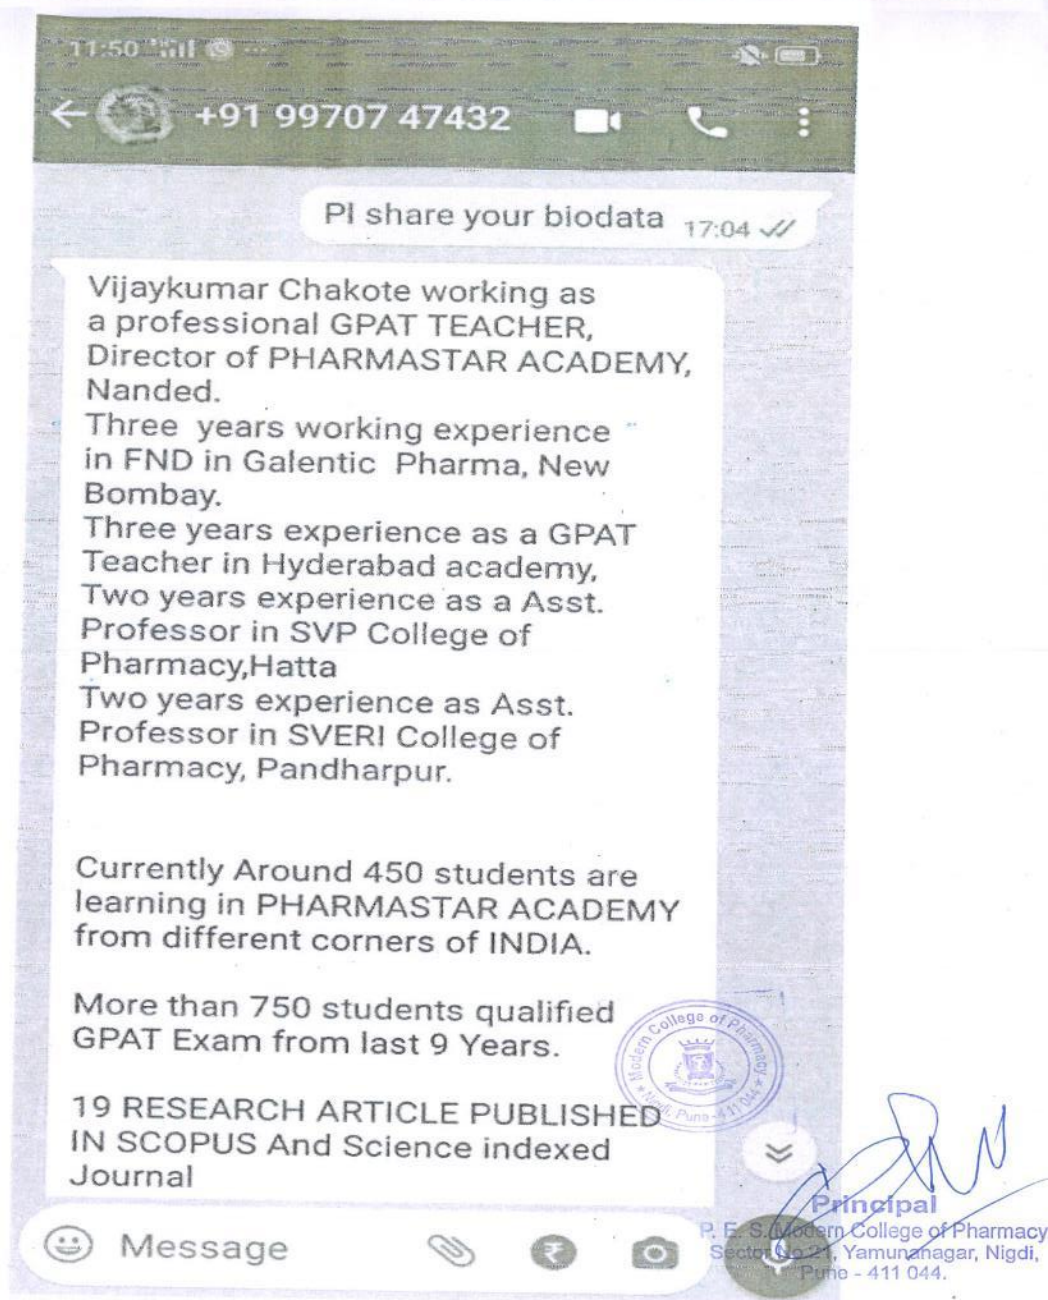 11:50
+91 99707 47432
Pl share your biodata 17:04
Vijaykumar Chakote working as
a professional GPAT TEACHER,
Director of PHARMASTAR ACADEMY,
Nanded.
Three  years working experience
in FND in Galentic  Pharma, New
Bombay.
Three years experience as a GPAT
Teacher in Hyderabad academy,
Two years experience as a Asst.
Professor in SVP College of
Pharmacy,Hatta
Two years experience as Asst.
Professor in SVERI College of
Pharmacy, Pandharpur.
Currently Around 450 students are
learning in PHARMASTAR ACADEMY
from different corners of INDIA.
More than 750 students qualified
GPAT Exam from last 9 Years.
19 RESEARCH ARTICLE PUBLISHED
IN SCOPUS And Science indexed
Journal
Modern College of Pharmacy
Nigdi, Pune-411 044
Message
Principal
P. E. S. Modern College of Pharmacy
Sector No 21, Yamunanagar, Nigdi,
Pune - 411 044.